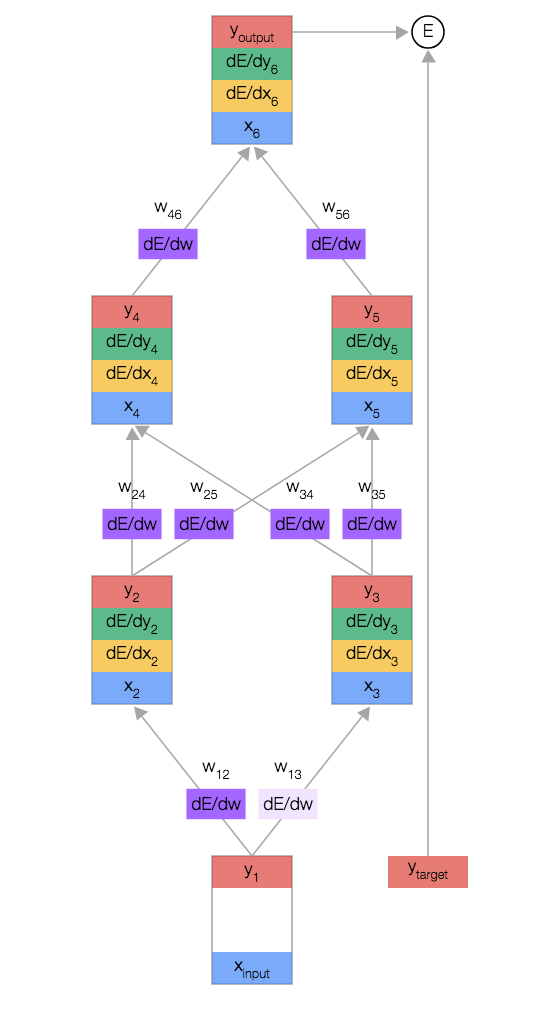 y_output
E
dE/dy_6
dE/dx_6
x_6
w_46
w_56
dE/dw
dE/dw
y_4
y_5
dE/dy_4
dE/dy_5
dE/dx_4
dE/dx_5
x_4
x_5
w_24
w_25
w_34
w_35
dE/dw
dE/dw
dE/dw
dE/dw
y_2
y_3
dE/dy_2
dE/dy_3
dE/dx_2
dE/dx_3
x_2
x_3
w_12
w_13
dE/dw
dE/dw
y_1
y_target
x_input